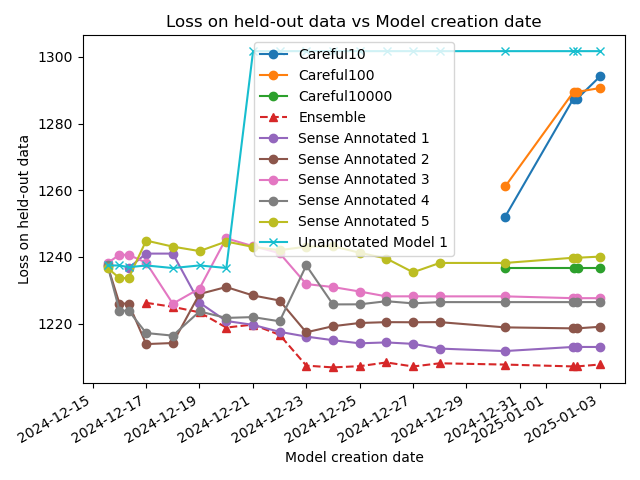 Loss on held-out data vs Model creation date
Loss on held-out data
1300
1280
1260
1240
1220
Careful10
Careful100
Careful10000
Ensemble
Sense Annotated 1
Sense Annotated 2
Sense Annotated 3
Sense Annotated 4
Sense Annotated 5
Unannotated Model 1
2024-12-15
2024-12-17
2024-12-19
2024-12-21
2024-12-23
2024-12-25
2024-12-27
2024-12-29
2024-12-31
2025-01-01
2025-01-03
Model creation date